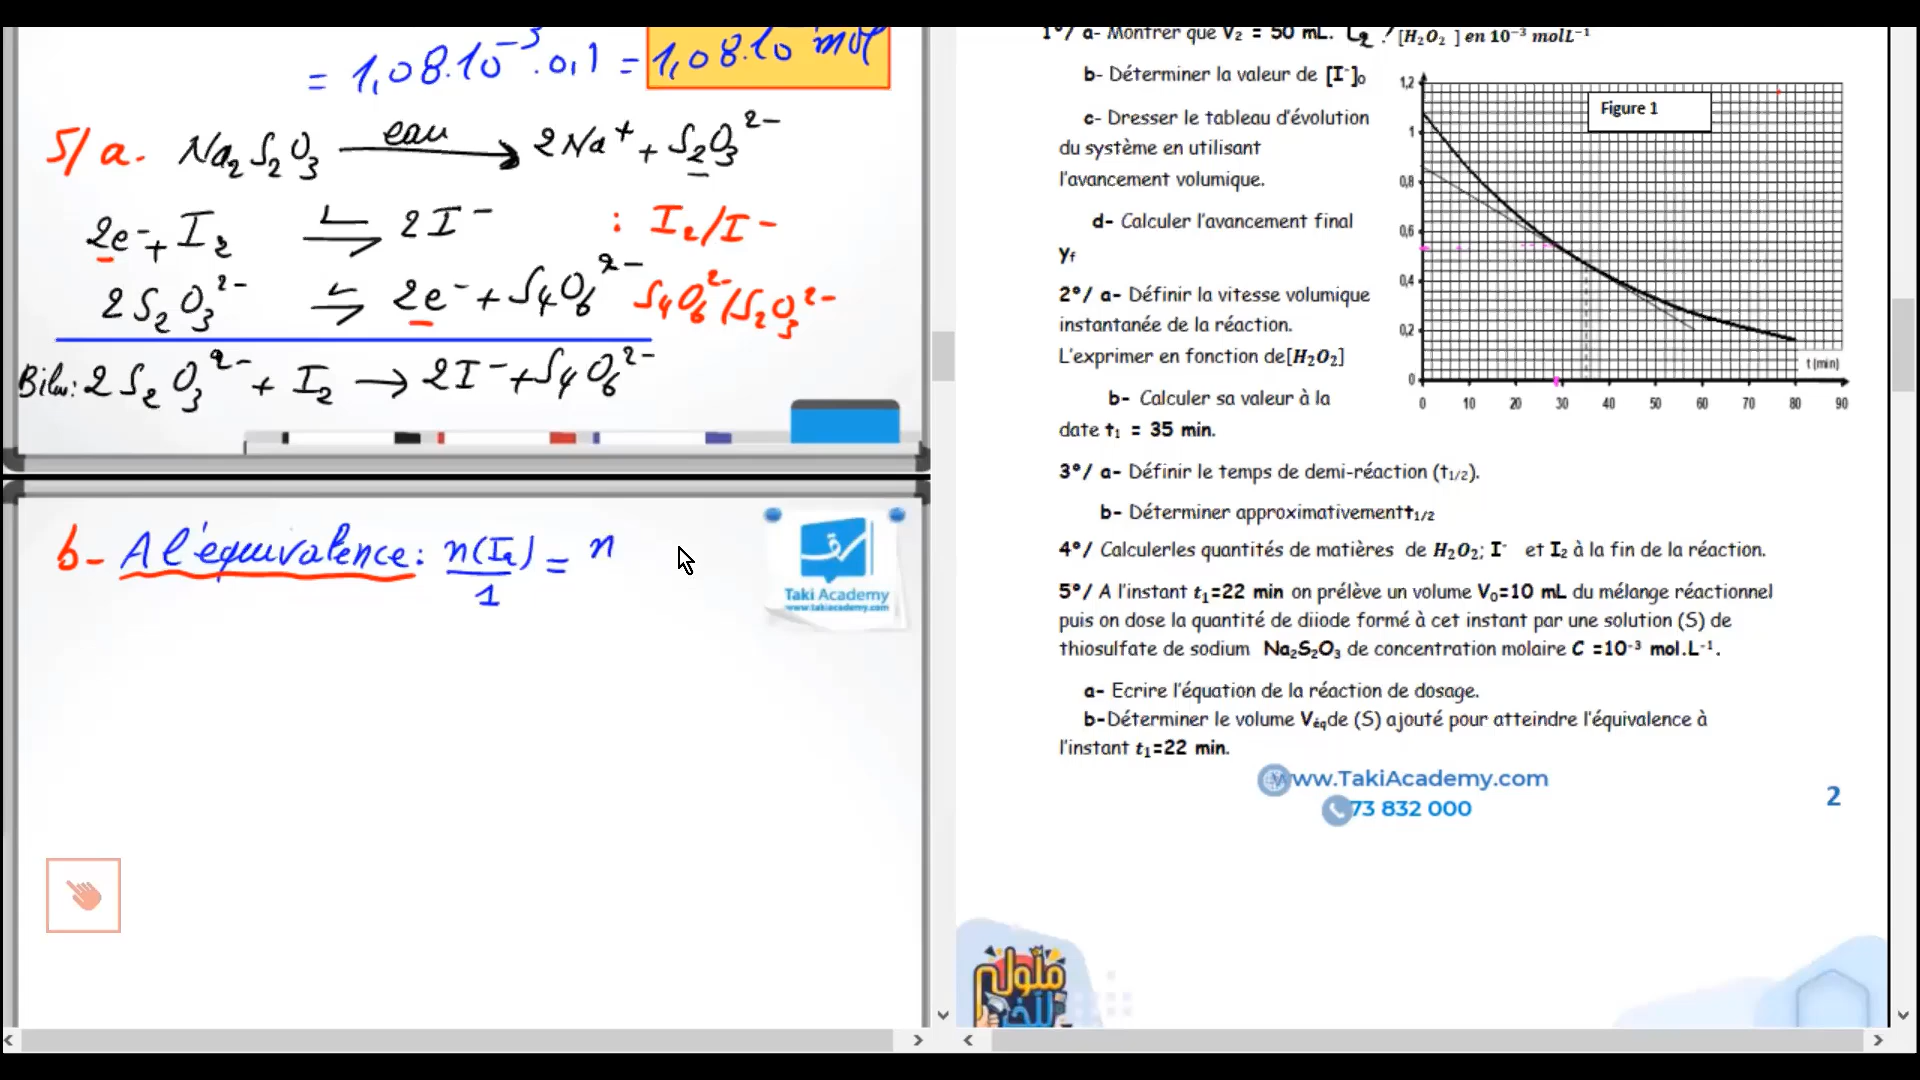 = 1,08.10⁻³.0,1 = 1,08.10 mol
5/ a. Na₂S₂O₃ eau → 2Na⁺ + S₂O₃²⁻
2e⁻ + I₂ ⇌ 2I⁻ : I₂/I⁻
2S₂O₃²⁻ ⇌ 2e⁻ + S₄O₆²⁻ S₄O₆²⁻/S₂O₃²⁻
Bilan: 2S₂O₃²⁻ + I₂ → 2I⁻ + S₄O₆²⁻
b- A l'équivalence : n(I₂)/1 = n
Taki Academy
www.takiacademy.com
1°/ a- Montrer que V₂ = 50 mL.
[H₂O₂ ] en 10⁻³ molL⁻¹
b- Déterminer la valeur de [I⁻]₀
c- Dresser le tableau d'évolution
du système en utilisant
l'avancement volumique.
d- Calculer l'avancement final
yf
2°/ a- Définir la vitesse volumique
instantanée de la réaction.
L'exprimer en fonction de[H₂O₂]
b- Calculer sa valeur à la
date t₁ = 35 min.
Figure 1
1,2
1
0,8
0,6
0,4
0,2
0
t (min)
0 10 20 30 40 50 60 70 80 90
3°/ a- Définir le temps de demi-réaction (t₁/₂).
b- Déterminer approximativementt₁/₂
4°/ Calculerles quantités de matières de H₂O₂; I⁻ et I₂ à la fin de la réaction.
5°/ A l'instant t₁=22 min on prélève un volume V₀=10 mL du mélange réactionnel
puis on dose la quantité de diiode formé à cet instant par une solution (S) de
thiosulfate de sodium Na₂S₂O₃ de concentration molaire C =10⁻³ mol.L⁻¹.
a- Ecrire l'équation de la réaction de dosage.
b-Déterminer le volume Véqde (S) ajouté pour atteindre l'équivalence à
l'instant t₁=22 min.
www.TakiAcademy.com
73 832 000
2